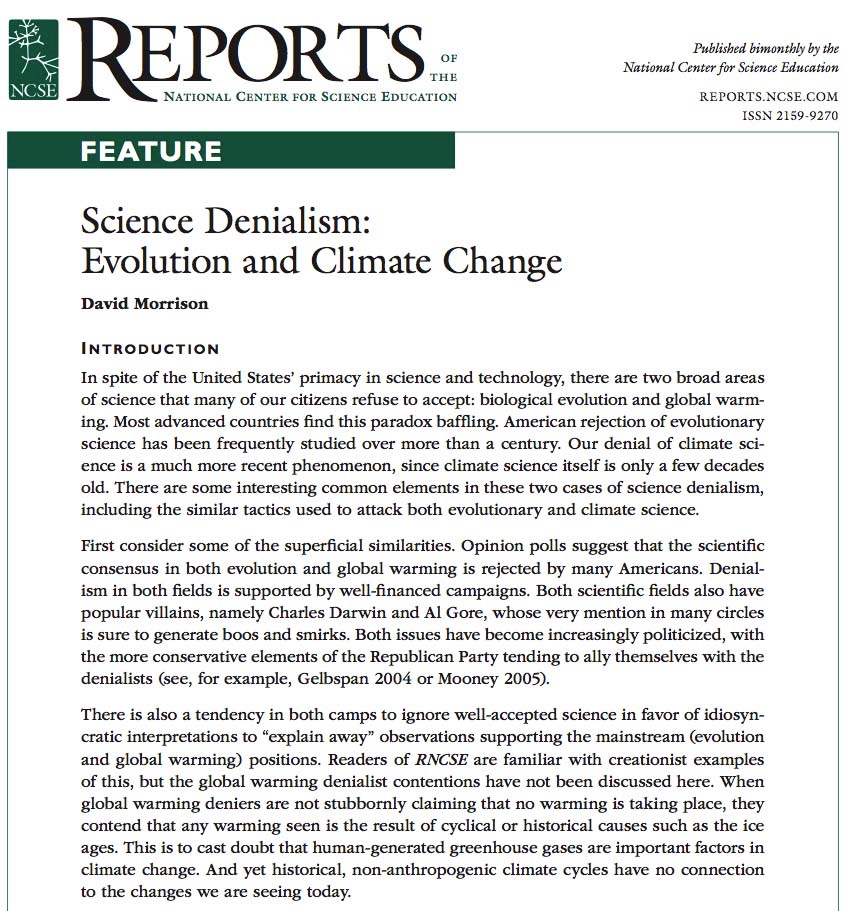 NCSE
REPORTS
OF
THE
NATIONAL CENTER FOR SCIENCE EDUCATION
Published bimonthly by the
National Center for Science Education
REPORTS.NCSE.COM
ISSN 2159-9270
FEATURE
Science Denialism:
Evolution and Climate Change
David Morrison
INTRODUCTION
In spite of the United States' primacy in science and technology, there are two broad areas
of science that many of our citizens refuse to accept: biological evolution and global warm-
ing. Most advanced countries find this paradox baffling. American rejection of evolutionary
science has been frequently studied over more than a century. Our denial of climate sci-
ence is a much more recent phenomenon, since climate science itself is only a few decades
old. There are some interesting common elements in these two cases of science denialism,
including the similar tactics used to attack both evolutionary and climate science.
First consider some of the superficial similarities. Opinion polls suggest that the scientific
consensus in both evolution and global warming is rejected by many Americans. Denial-
ism in both fields is supported by well-financed campaigns. Both scientific fields also have
popular villains, namely Charles Darwin and Al Gore, whose very mention in many circles
is sure to generate boos and smirks. Both issues have become increasingly politicized, with
the more conservative elements of the Republican Party tending to ally themselves with the
denialists (see, for example, Gelbspan 2004 or Mooney 2005).
There is also a tendency in both camps to ignore well-accepted science in favor of idiosyn-
cratic interpretations to “explain away” observations supporting the mainstream (evolution
and global warming) positions. Readers of RNCSE are familiar with creationist examples
of this, but the global warming denialist contentions have not been discussed here. When
global warming deniers are not stubbornly claiming that no warming is taking place, they
contend that any warming seen is the result of cyclical or historical causes such as the ice
ages. This is to cast doubt that human-generated greenhouse gases are important factors in
climate change. And yet historical, non-anthropogenic climate cycles have no connection
to the changes we are seeing today.